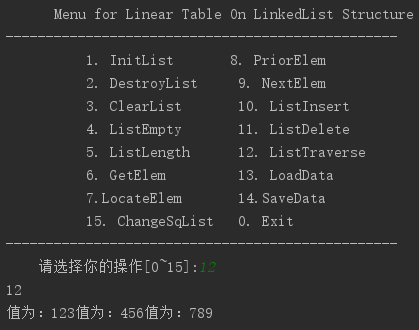 Menu for Linear Table On LinkedList Structure
-------------------------------------------------
1. InitList 8. PriorElem
2. DestroyList 9. NextElem
3. ClearList 10. ListInsert
4. ListEmpty 11. ListDelete
5. ListLength 12. ListTraverse
6. GetElem 13. LoadData
7.LocateElem 14.SaveData
15. ChangeSqList 0. Exit
-------------------------------------------------
请选择你的操作[0~15]:12
12
值为：123值为：456值为：789